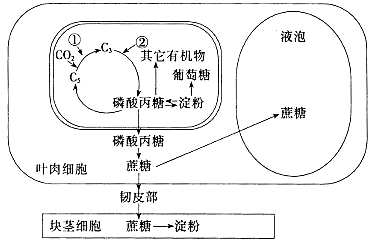 ① ②
CO₂ C₃ 其它有机物 液泡
C₅ 葡萄糖
磷酸丙糖 淀粉
磷酸丙糖 蔗糖
叶肉细胞 蔗糖
韧皮部
块茎细胞 蔗糖 淀粉